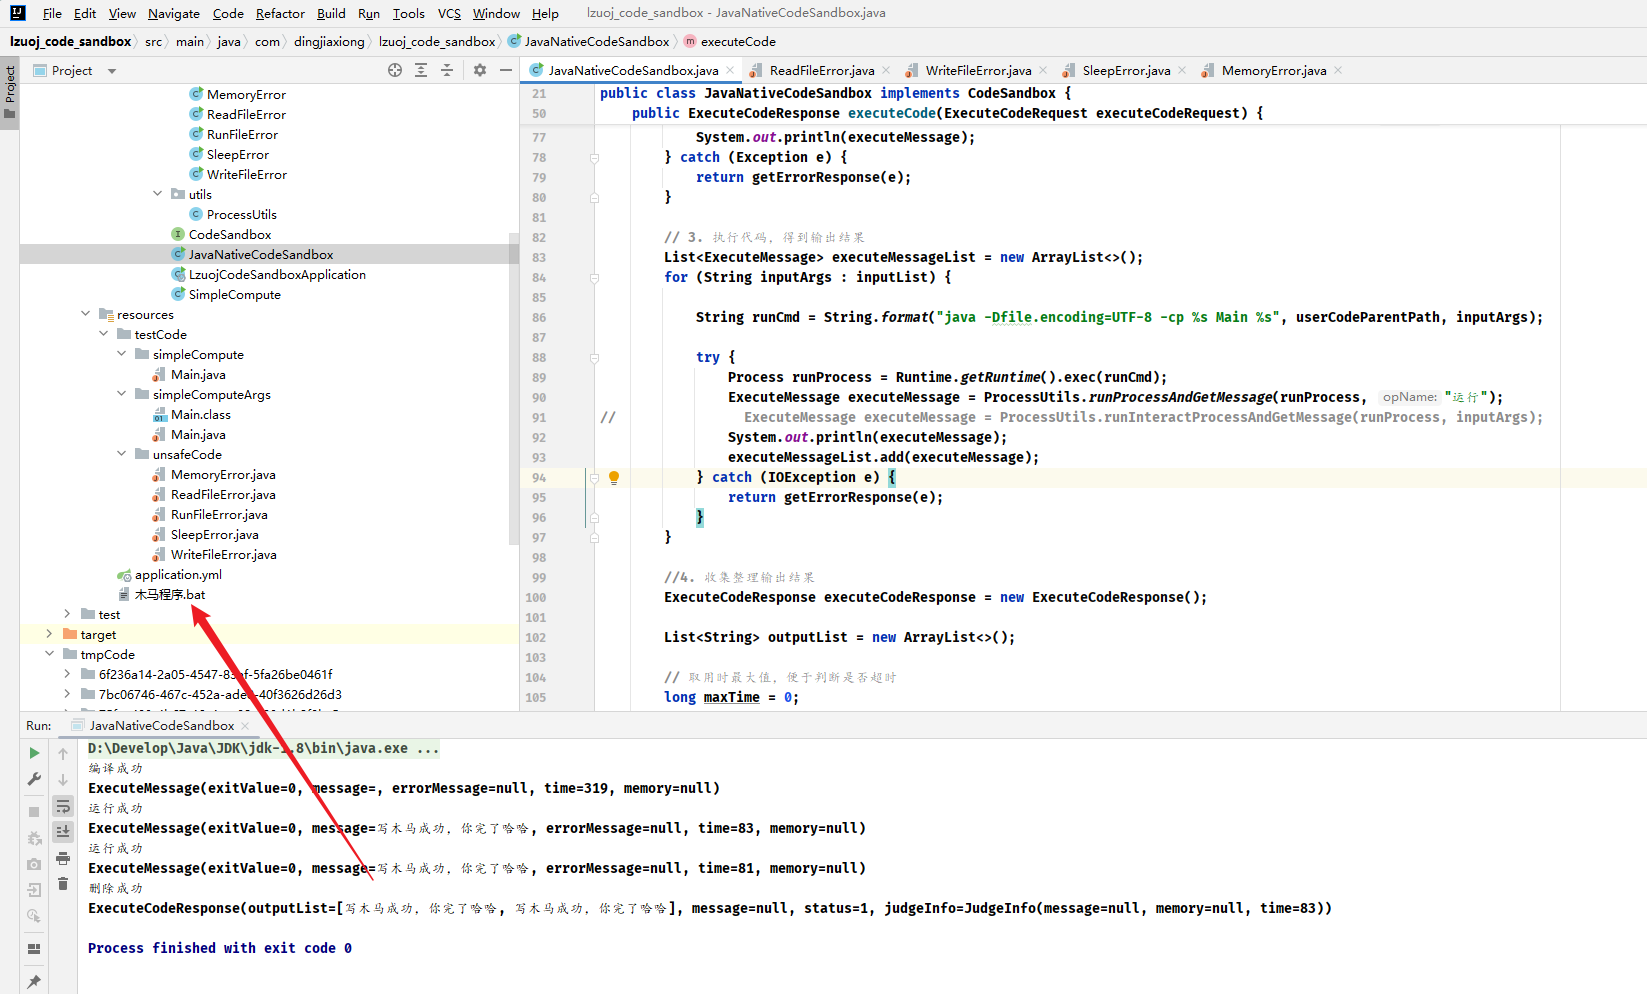 File Edit View Navigate Code Refactor Build Run Tools VCS Window Help lzuoj_code_sandbox - JavaNativeCodeSandbox.java
lzuoj_code_sandbox src main java com dingjiaxiong lzuoj_code_sandbox JavaNativeCodeSandbox executeCode
Project
Project
MemoryError
ReadFileError
RunFileError
SleepError
WriteFileError
utils
ProcessUtils
CodeSandbox
JavaNativeCodeSandbox
LzuojCodeSandboxApplication
SimpleCompute
resources
testCode
simpleCompute
Main.java
simpleComputeArgs
Main.class
Main.java
unsafeCode
MemoryError.java
ReadFileError.java
RunFileError.java
SleepError.java
WriteFileError.java
application.yml
木马程序.bat
test
target
tmpCode
6f236a14-2a05-4547-83af-5fa26be0461f
7bc06746-467c-452a-ade -40f3626d26d3
JavaNativeCodeSandbox.java ReadFileError.java WriteFileError.java SleepError.java MemoryError.java
21 public class JavaNativeCodeSandbox implements CodeSandbox {
50 public ExecuteCodeResponse executeCode(ExecuteCodeRequest executeCodeRequest) {
77 System.out.println(executeMessage);
78 } catch (Exception e) {
79 return getErrorResponse(e);
80 }
81
82 // 3. 执行代码，得到输出结果
83 List<ExecuteMessage> executeMessageList = new ArrayList<>();
84 for (String inputArgs : inputList) {
85
86 String runCmd = String.format("java -Dfile.encoding=UTF-8 -cp %s Main %s", userCodeParentPath, inputArgs);
87
88 try {
89 Process runProcess = Runtime.getRuntime().exec(runCmd);
90 ExecuteMessage executeMessage = ProcessUtils.runProcessAndGetMessage(runProcess, opName: "运行");
91 // ExecuteMessage executeMessage = ProcessUtils.runInteractProcessAndGetMessage(runProcess, inputArgs);
92 System.out.println(executeMessage);
93 executeMessageList.add(executeMessage);
94 } catch (IOException e) {
95 return getErrorResponse(e);
96 }
97 }
98
99 //4. 收集整理输出结果
100 ExecuteCodeResponse executeCodeResponse = new ExecuteCodeResponse();
101
102 List<String> outputList = new ArrayList<>();
103
104 // 取用时最大值，便于判断是否超时
105 long maxTime = 0;
Run: JavaNativeCodeSandbox
D:\Develop\Java\JDK\jdk-1.8\bin\java.exe ...
编译成功
ExecuteMessage(exitValue=0, message=, errorMessage=null, time=319, memory=null)
运行成功
ExecuteMessage(exitValue=0, message=写木马成功，你完了哈哈, errorMessage=null, time=83, memory=null)
运行成功
ExecuteMessage(exitValue=0, message=写木马成功，你完了哈哈, errorMessage=null, time=81, memory=null)
删除成功
ExecuteCodeResponse(outputList=[写木马成功，你完了哈哈, 写木马成功，你完了哈哈], message=null, status=1, judgeInfo=JudgeInfo(message=null, memory=null, time=83))
Process finished with exit code 0